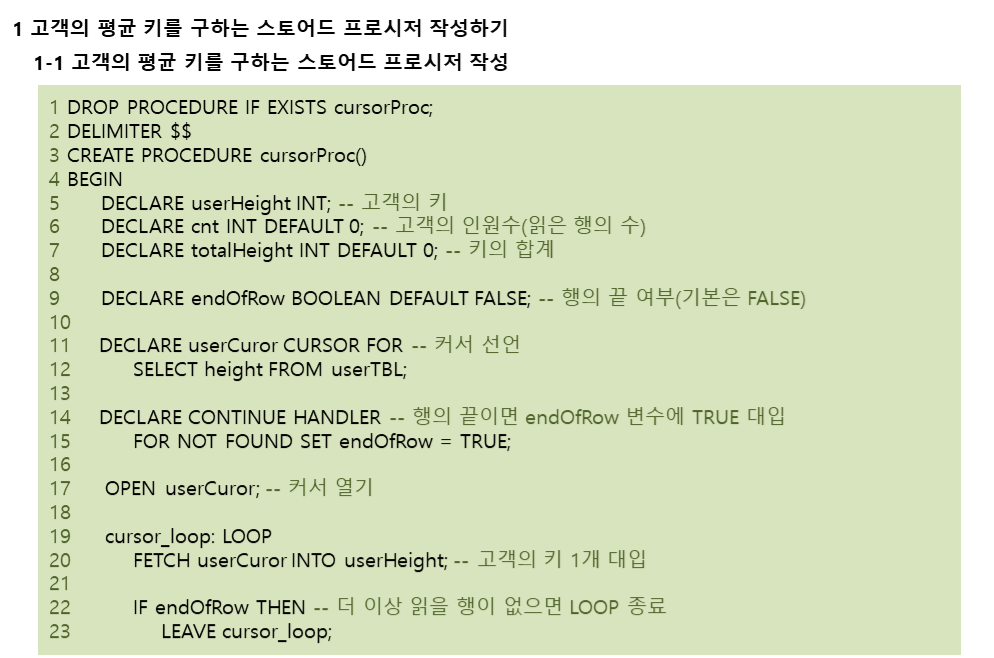 1 고객의 평균 키를 구하는 스토어드 프로시저 작성하기
1-1 고객의 평균 키를 구하는 스토어드 프로시저 작성
1 DROP PROCEDURE IF EXISTS cursorProc;
2 DELIMITER $$
3 CREATE PROCEDURE cursorProc()
4 BEGIN
5 DECLARE userHeight INT; -- 고객의 키
6 DECLARE cnt INT DEFAULT 0; -- 고객의 인원수(읽은 행의 수)
7 DECLARE totalHeight INT DEFAULT 0; -- 키의 합계
8
9 DECLARE endOfRow BOOLEAN DEFAULT FALSE; -- 행의 끝 여부(기본은 FALSE)
10
11 DECLARE userCuror CURSOR FOR -- 커서 선언
12 SELECT height FROM userTBL;
13
14 DECLARE CONTINUE HANDLER -- 행의 끝이면 endOfRow 변수에 TRUE 대입
15 FOR NOT FOUND SET endOfRow = TRUE;
16
17 OPEN userCuror; -- 커서 열기
18
19 cursor_loop: LOOP
20 FETCH userCuror INTO userHeight; -- 고객의 키 1개 대입
21
22 IF endOfRow THEN -- 더 이상 읽을 행이 없으면 LOOP 종료
23 LEAVE cursor_loop;